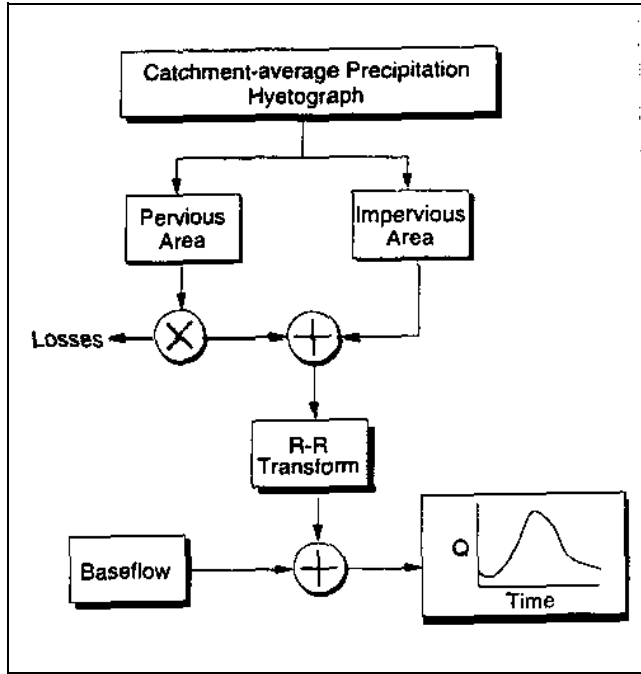 Catchment-average Precipitation
Hyetograph
Pervious
Area
Impervious
Area
Losses
R-R
Transform
Baseflow
Q
Time